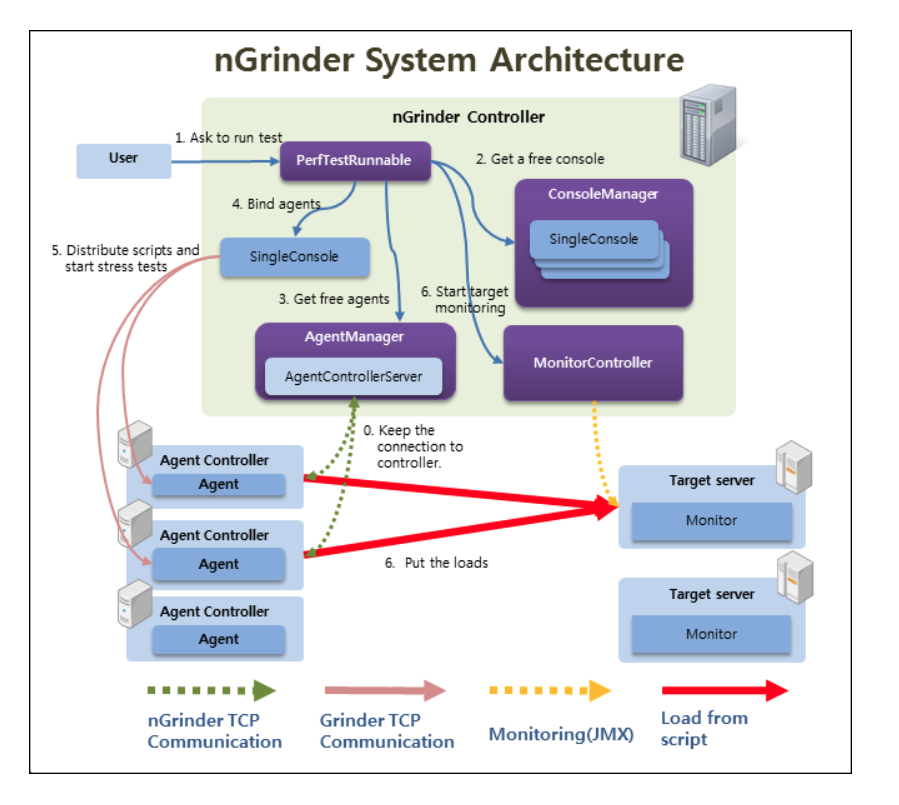 nGrinder System Architecture
nGrinder Controller
1. Ask to run test
User
PerfTestRunnable
2. Get a free console
ConsoleManager
SingleConsole
4. Bind agents
5. Distribute scripts and
start stress tests
SingleConsole
3. Get free agents
6. Start target
monitoring
AgentManager
AgentControllerServer
MonitorController
0. Keep the
connection to
controller.
Agent Controller
Agent
Target server
Monitor
Agent Controller
Agent
6. Put the loads
Agent Controller
Agent
Target server
Monitor
nGrinder TCP
Communication
Grinder TCP
Communication
Monitoring(JMX)
Load from
script